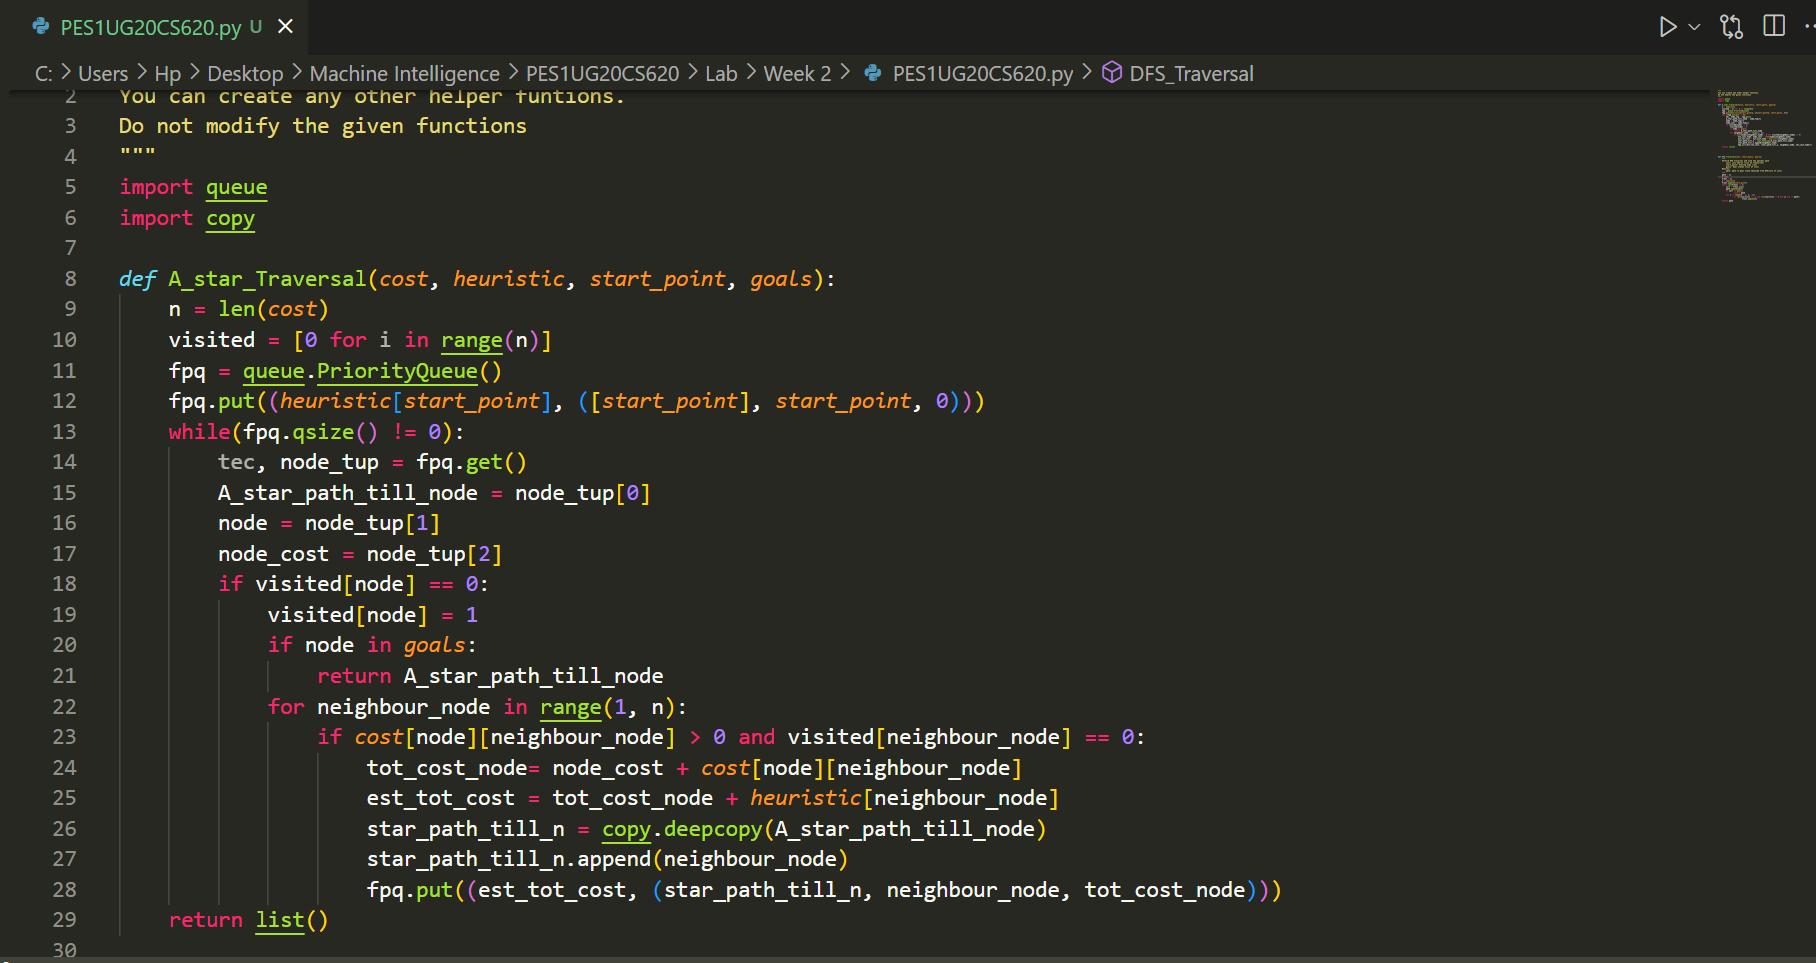 PES1UG20CS620.py U
C: > Users > Hp > Desktop > Machine Intelligence > PES1UG20CS620 > Lab > Week 2 > PES1UG20CS620.py > DFS_Traversal
2 You can create any other helper funtions.
3 Do not modify the given functions
4 """
5 import queue
6 import copy
7
8 def A_star_Traversal(cost, heuristic, start_point, goals):
9 n = len(cost)
10 visited = [0 for i in range(n)]
11 fpq = queue.PriorityQueue()
12 fpq.put((heuristic[start_point], ([start_point], start_point, 0)))
13 while(fpq.qsize() != 0):
14 tec, node_tup = fpq.get()
15 A_star_path_till_node = node_tup[0]
16 node = node_tup[1]
17 node_cost = node_tup[2]
18 if visited[node] == 0:
19 visited[node] = 1
20 if node in goals:
21 return A_star_path_till_node
22 for neighbour_node in range(1, n):
23 if cost[node][neighbour_node] > 0 and visited[neighbour_node] == 0:
24 tot_cost_node= node_cost + cost[node][neighbour_node]
25 est_tot_cost = tot_cost_node + heuristic[neighbour_node]
26 star_path_till_n = copy.deepcopy(A_star_path_till_node)
27 star_path_till_n.append(neighbour_node)
28 fpq.put((est_tot_cost, (star_path_till_n, neighbour_node, tot_cost_node)))
29 return list()
30